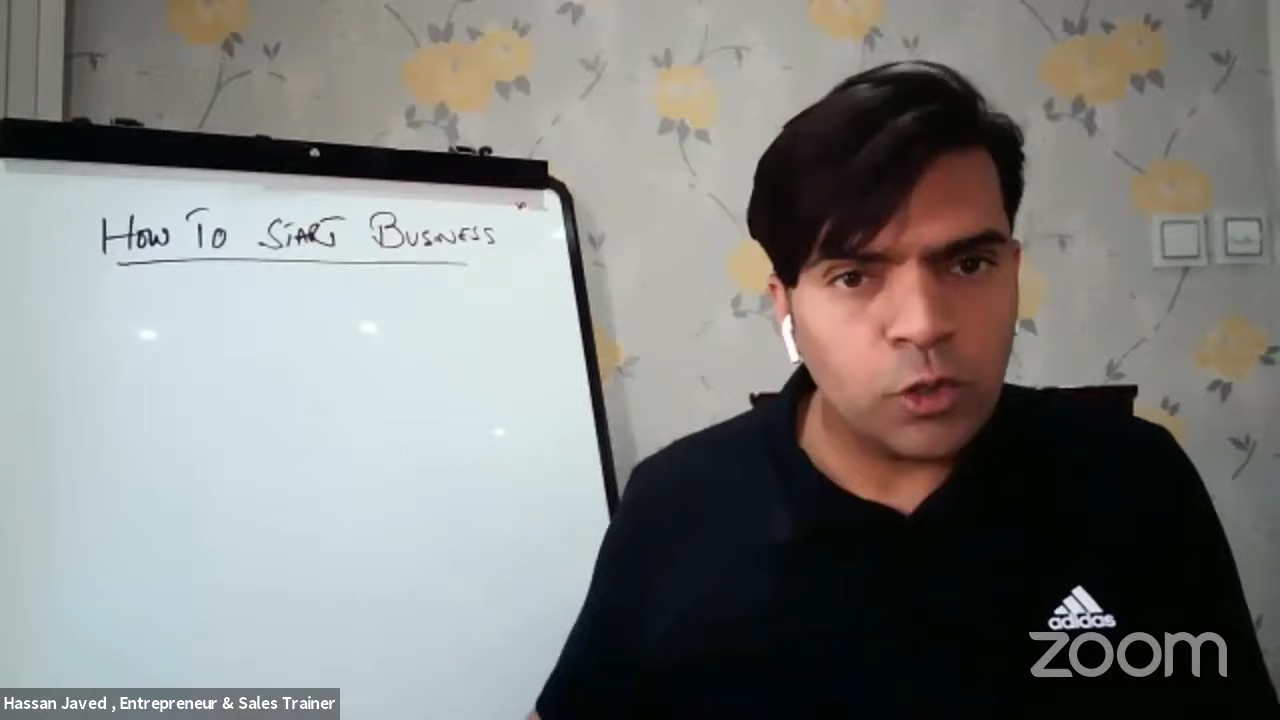 HOW TO START BUSINESS
adidas
zoom
Hassan Javed , Entrepreneur & Sales Trainer